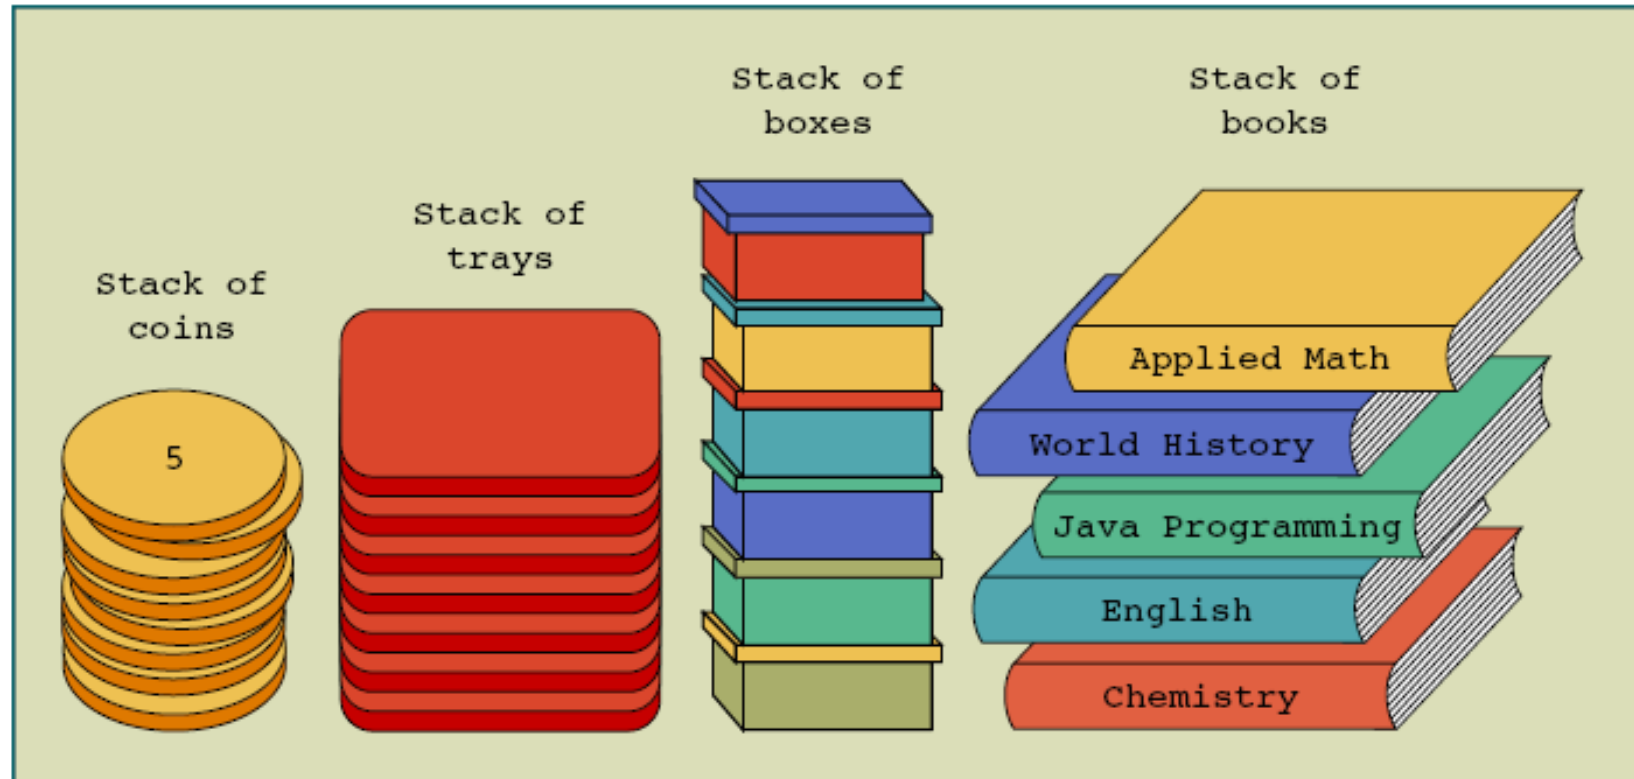 Stack of
coins
5
Stack of
trays
Stack of
boxes
Stack of
books
Applied Math
World History
Java Programming
English
Chemistry